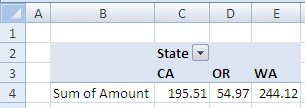 A B C D E
1
2 State
3 CA OR WA
4 Sum of Amount 195.51 54.97 244.12